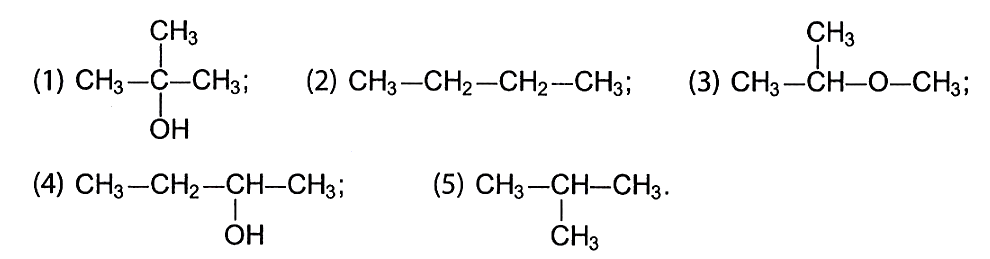 CH₃ CH₃
(1) CH₃—C—CH₃; (2) CH₃—CH₂—CH₂—CH₃; (3) CH₃—CH—O—CH₃;
OH
(4) CH₃—CH₂—CH—CH₃; (5) CH₃—CH—CH₃.
OH CH₃